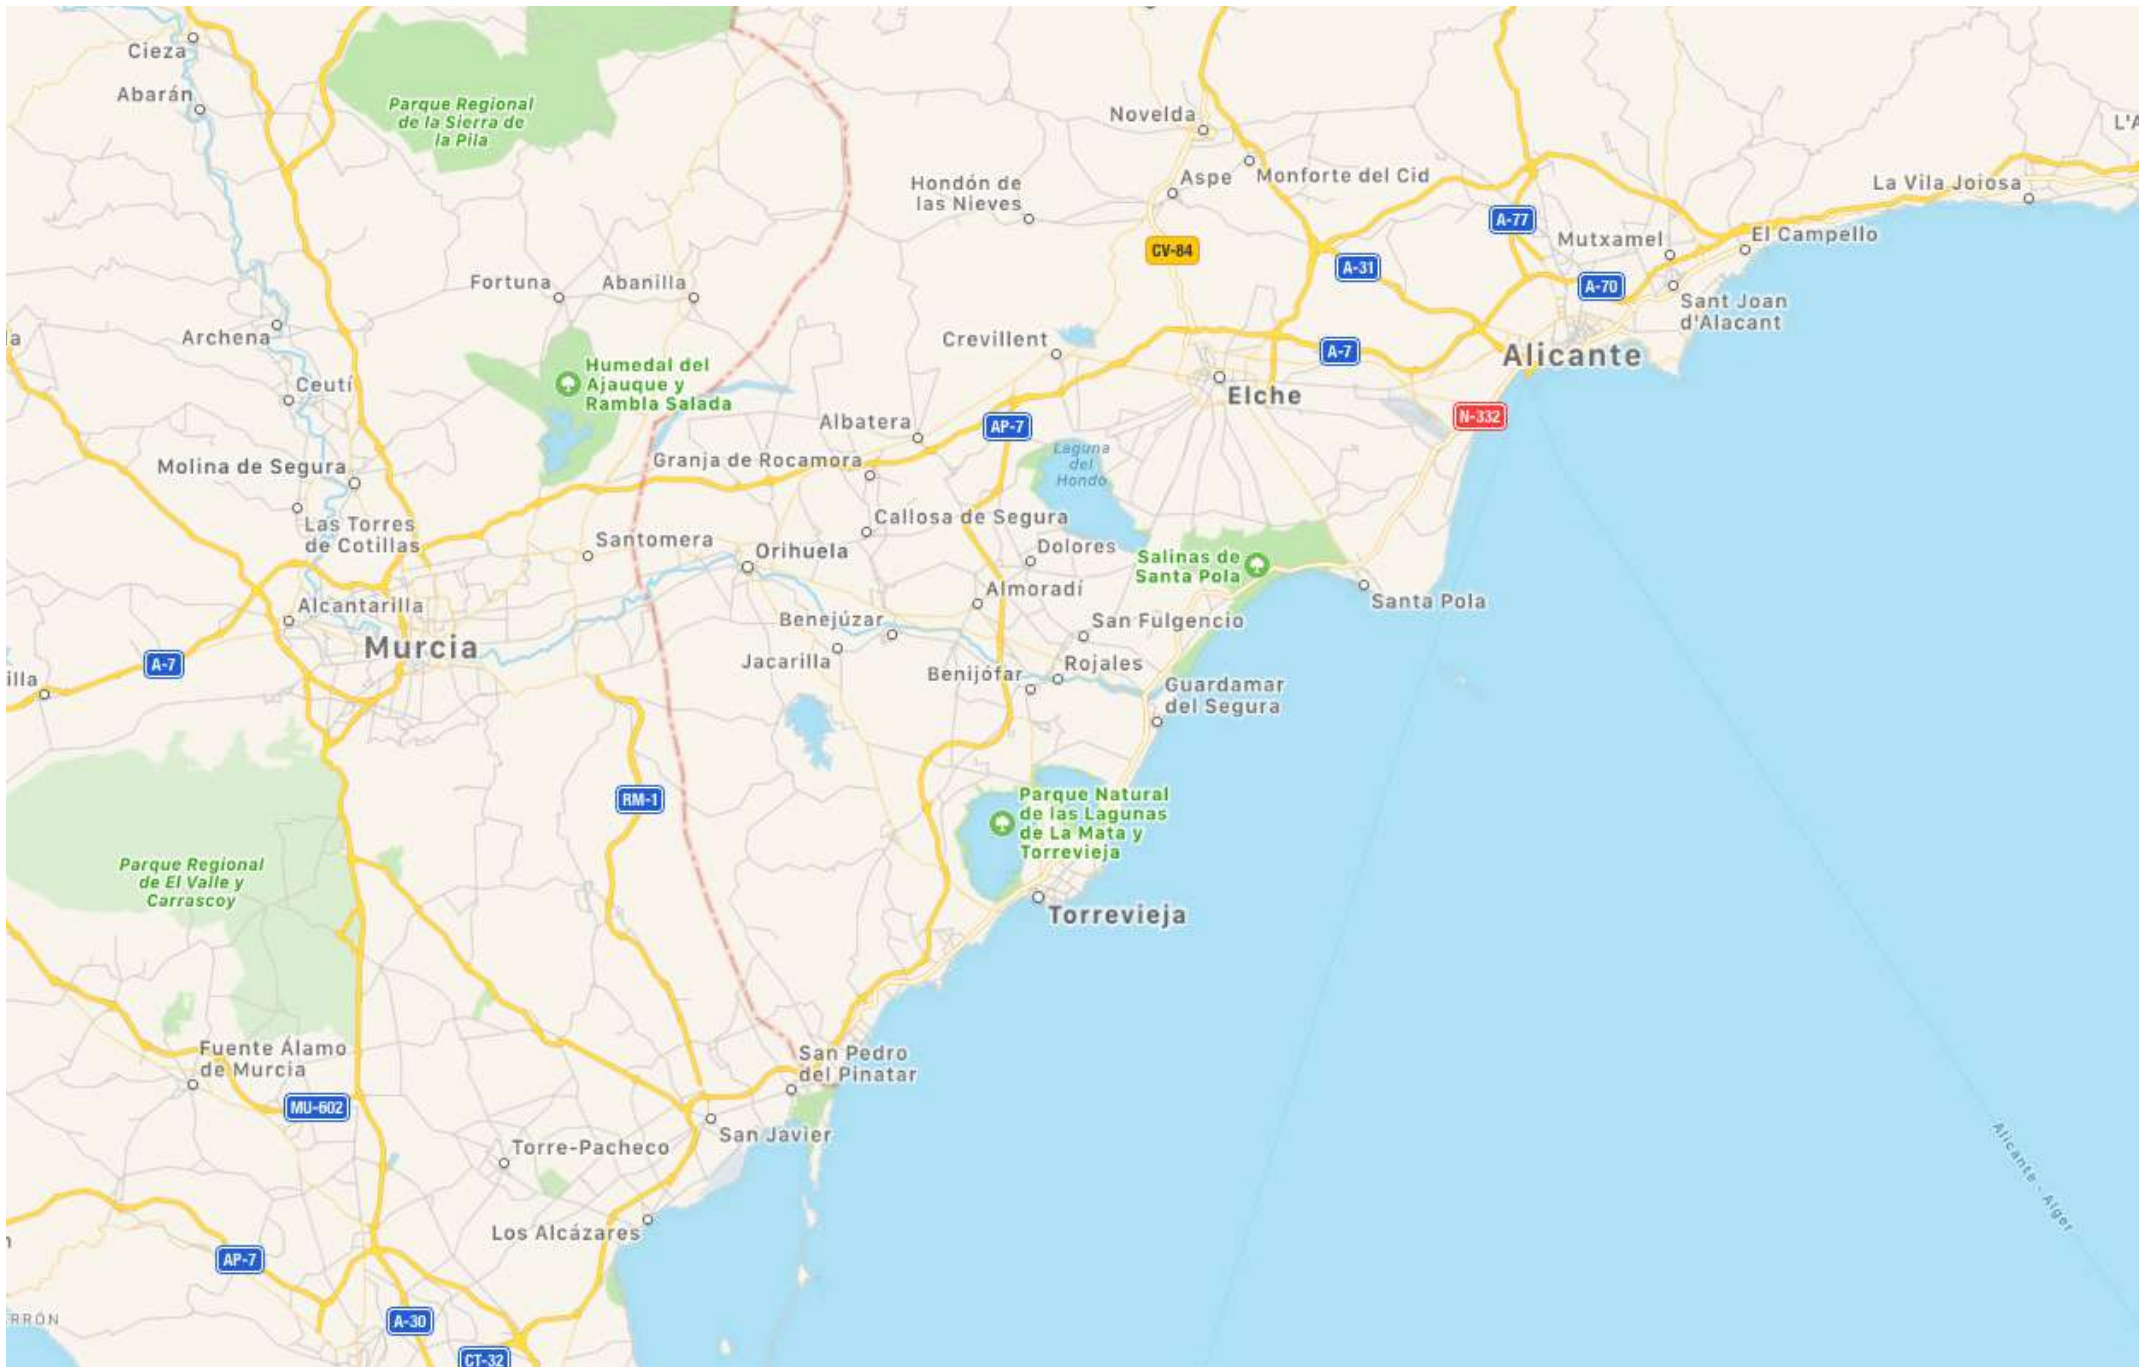 Cieza
Abarán
Parque Regional
de la Sierra de
la Pila
Novelda
Hondón de
las Nieves
Aspe
Monforte del Cid
La Vila Joiosa
A-77
CV-84
A-31
Mutxamel
El Campello
A-70
Sant Joan
d'Alacant
Fortuna
Abanilla
Archena
Crevillent
A-7
Alicante
Humedal del
Ajauque y
Rambla Salada
Ceutí
Elche
N-332
Albatera
AP-7
Laguna
del
Hondo
Granja de Rocamora
Molina de Segura
Las Torres
de Cotillas
Callosa de Segura
Santomera
Orihuela
Dolores
Salinas de
Santa Pola
Almoradí
Santa Pola
Alcantarilla
Benejúzar
San Fulgencio
Murcia
A-7
Jacarilla
Benijófar
Rojales
Guardamar
del Segura
RM-1
Parque Natural
de las Lagunas
de La Mata y
Torrevieja
Parque Regional
de El Valle y
Carrascoy
Torrevieja
Fuente Álamo
de Murcia
San Pedro
del Pinatar
MU-602
San Javier
Torre-Pacheco
Alicante - Alger
Los Alcázares
AP-7
A-30
CT-32